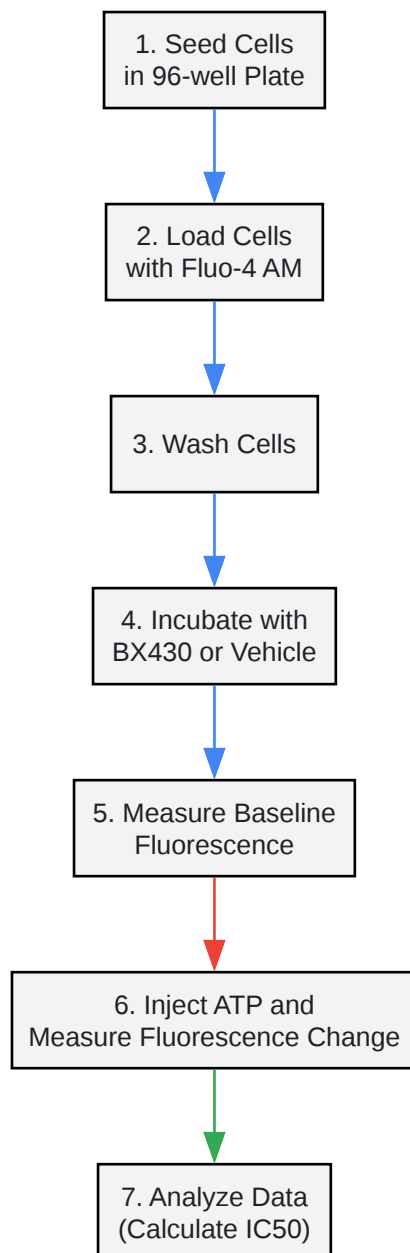 1. Seed Cells
in 96-well Plate
2. Load Cells
with Fluo-4 AM
3. Wash Cells
4. Incubate with
BX430 or Vehicle
5. Measure Baseline
Fluorescence
6. Inject ATP and
Measure Fluorescence Change
7. Analyze Data
(Calculate IC50)